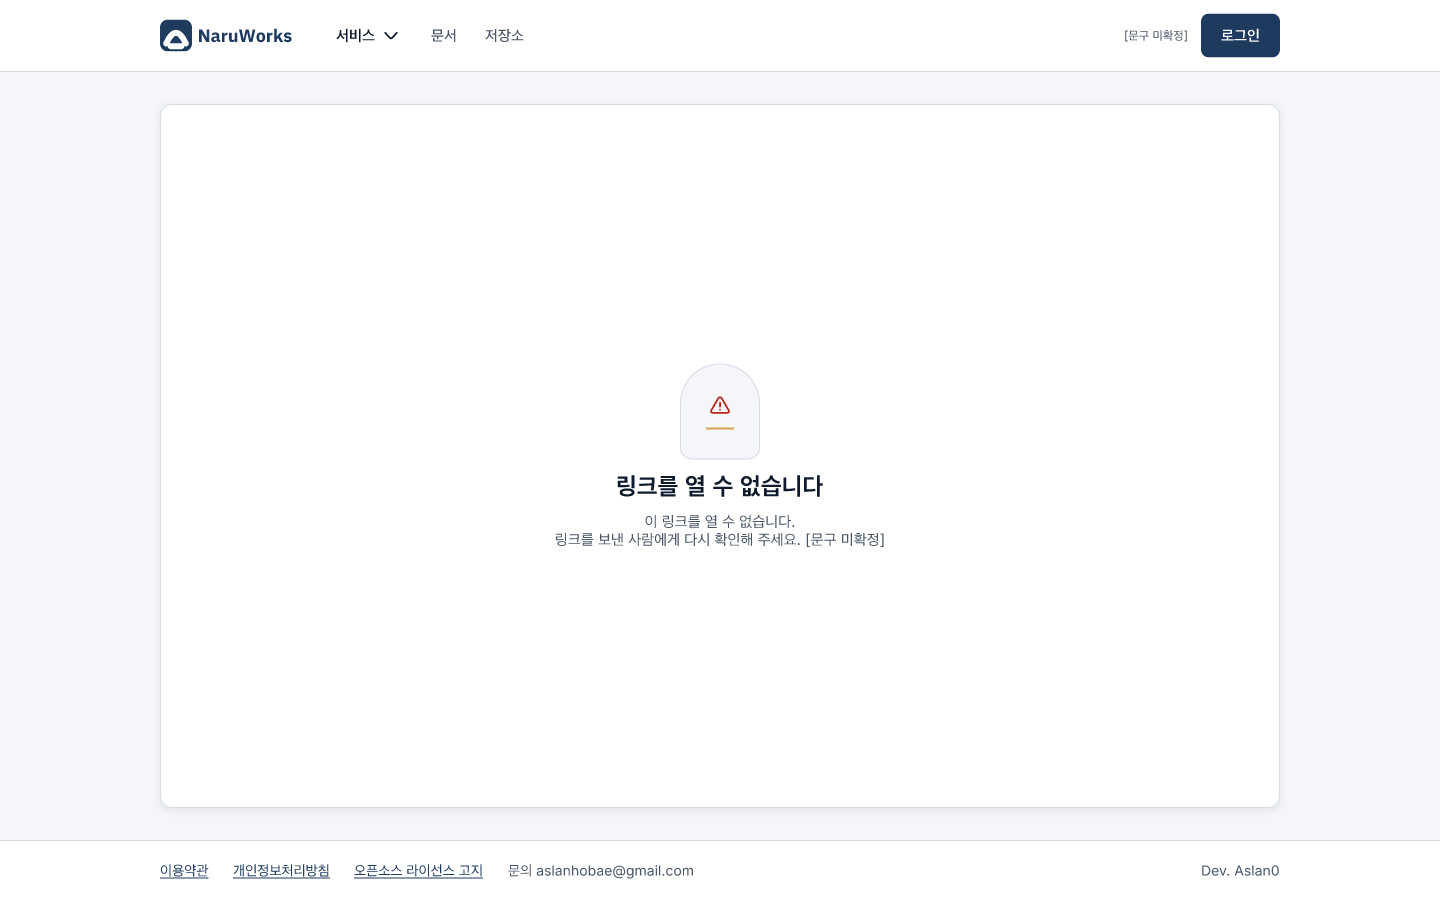 NaruWorks
서비스
문서
저장소
[문구 미확정]
로그인
링크를 열 수 없습니다
이 링크를 열 수 없습니다.
링크를 보낸 사람에게 다시 확인해 주세요. [문구 미확정]
이용약관
개인정보처리방침
오픈소스 라이선스 고지
문의 aslanhobae@gmail.com
Dev. Aslan0